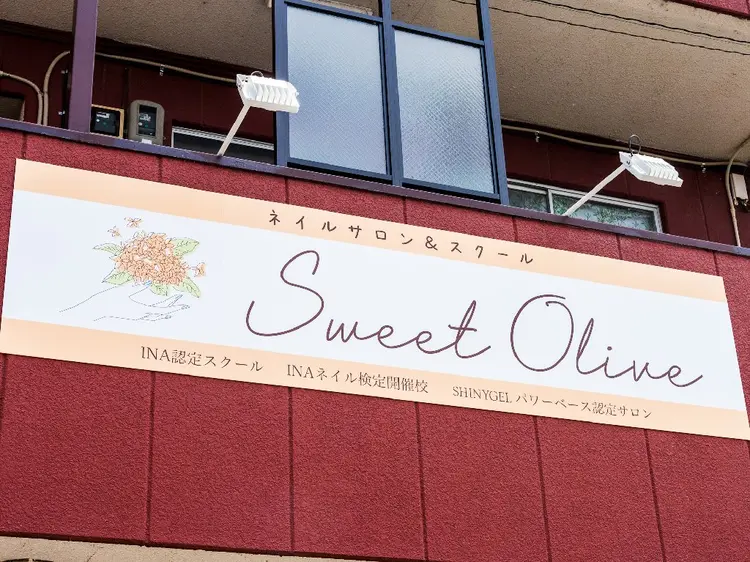 ネイルサロン&スクール
Sweet Olive
INA認定スクール INAネイル検定開催校 SHINYGEL パワーベース認定サロン